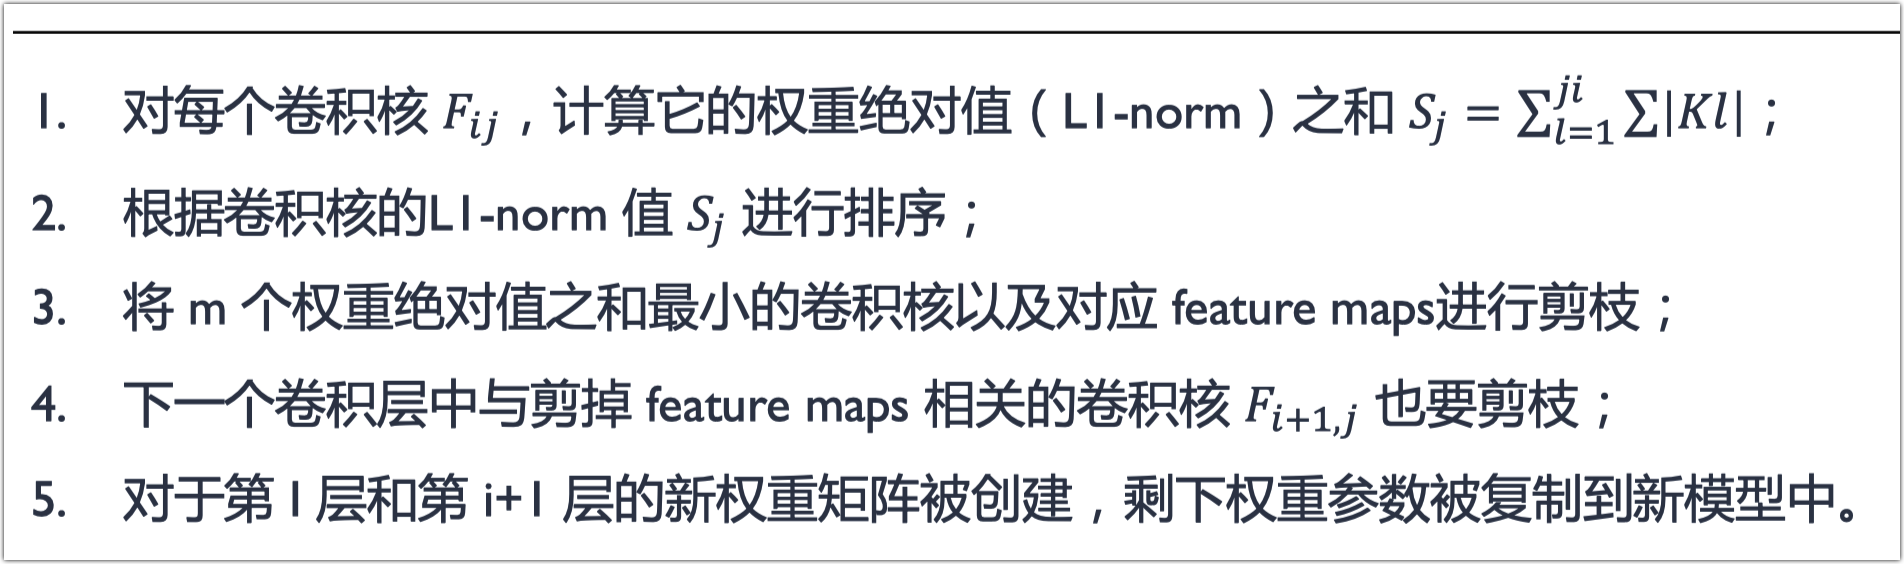 1. 对每个卷积核 F_{ij}，计算它的权重绝对值（L1-norm）之和 S_j = ∑_{l=1}^{ji} ∑|Kl|；
2. 根据卷积核的L1-norm 值 S_j 进行排序；
3. 将 m 个权重绝对值之和最小的卷积核以及对应 feature maps进行剪枝；
4. 下一个卷积层中与剪掉 feature maps 相关的卷积核 F_{i+1,j} 也要剪枝；
5. 对于第 I 层和第 i+1 层的新权重矩阵被创建，剩下权重参数被复制到新模型中。